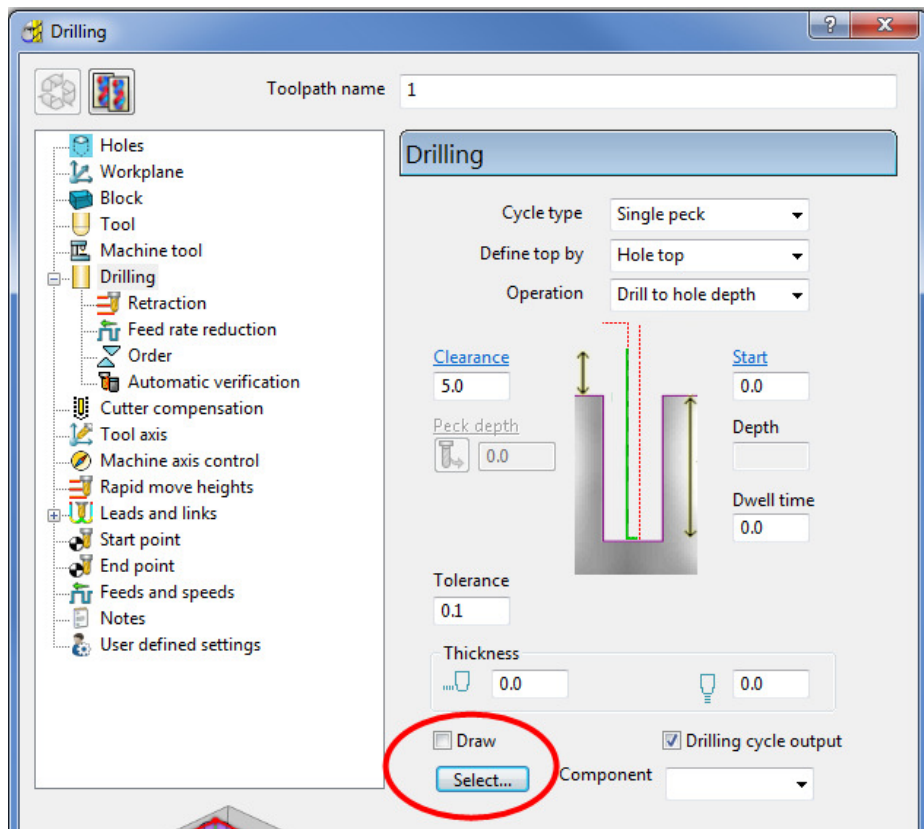 Drilling
?
X
Toolpath name 1
Holes
Workplane
Block
Tool
Machine tool
Drilling
Retraction
Feed rate reduction
Order
Automatic verification
Cutter compensation
Tool axis
Machine axis control
Rapid move heights
Leads and links
Start point
End point
Feeds and speeds
Notes
User defined settings
Drilling
Cycle type Single peck
Define top by Hole top
Operation Drill to hole depth
Clearance
5.0
Start
0.0
Peck depth
0.0
Depth
Dwell time
0.0
Tolerance
0.1
Thickness
0.0 0.0
Draw Drilling cycle output
Select... Component